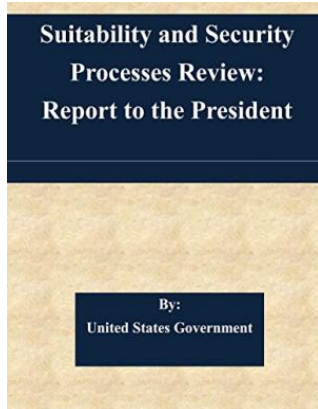 Suitability and Security
Processes Review:
Report to the President
By:
United States Government